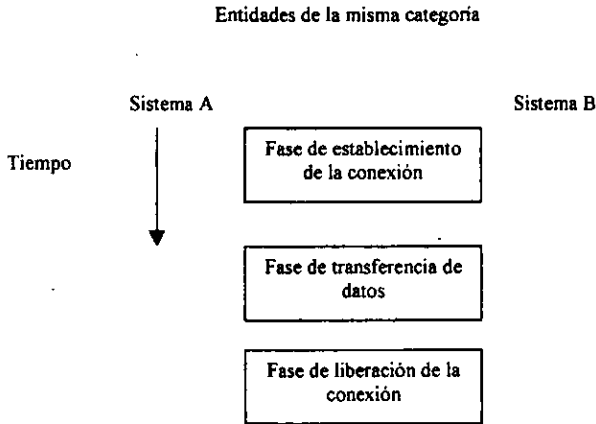 Entidades de la misma categoría
Sistema A
Sistema B
Tiempo
Fase de establecimiento
de la conexión
Fase de transferencia de
datos
Fase de liberación de la
conexión